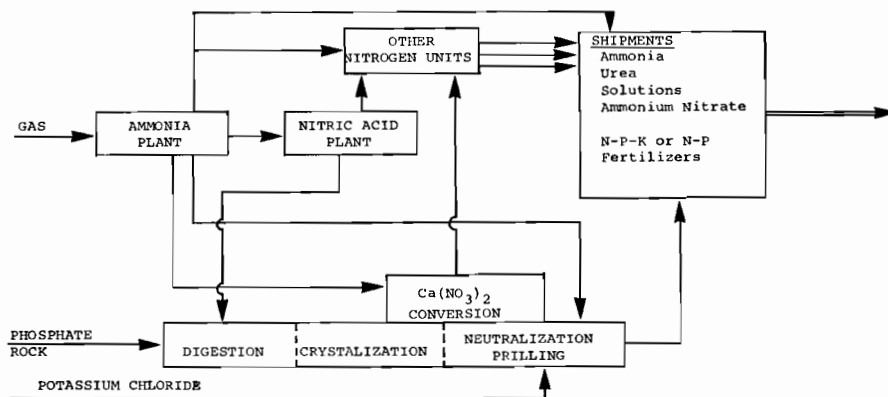 OTHER
NITROGEN UNITS
SHIPMENTS
Ammonia
Urea
Solutions
Ammonium Nitrate
N-P-K or N-P
Fertilizers
GAS
AMMONIA
PLANT
NITRIC ACID
PLANT
Ca(NO3)2
CONVERSION
PHOSPHATE
ROCK
DIGESTION
CRYSTALIZATION
NEUTRALIZATION
PRILLING
POTASSIUM CHLORIDE